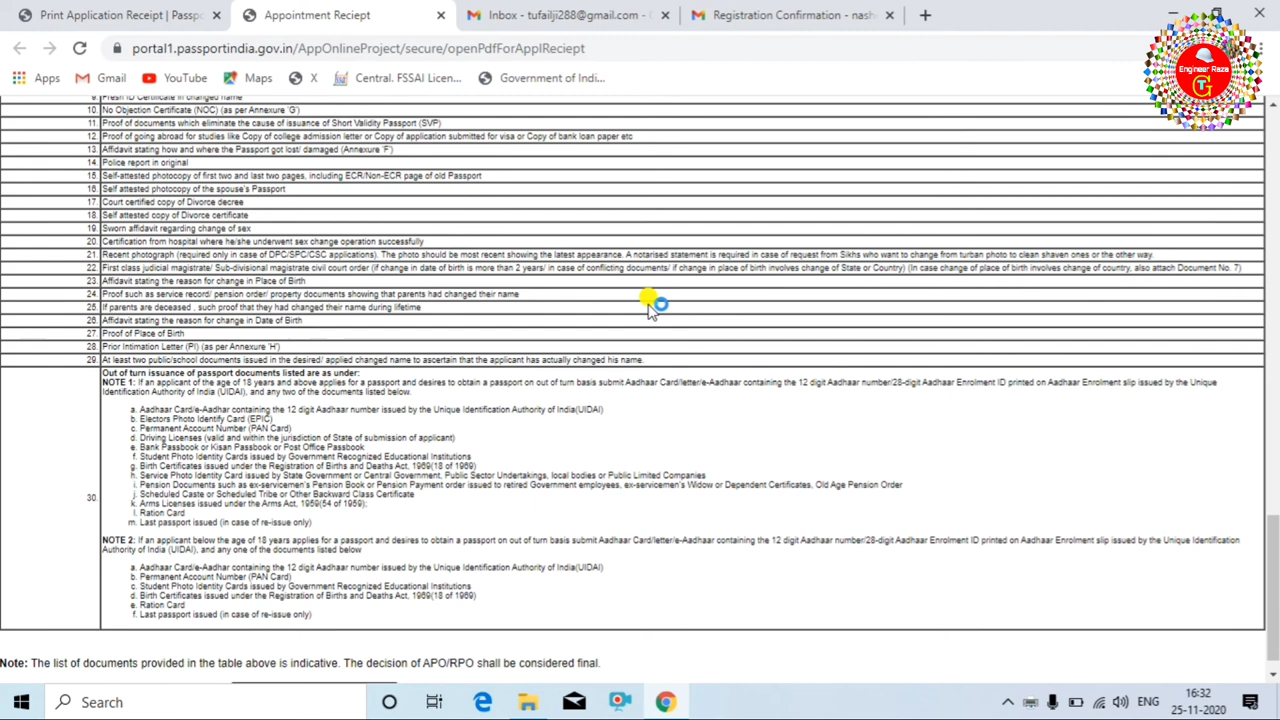 Print Application Receipt | Passpo
Appointment Reciept
Inbox - tufailji288@gmail.com -
Registration Confirmation - nash
portal1.passportindia.gov.in/AppOnlineProject/secure/openPdfForApplReciept
Apps
Gmail
YouTube
Maps
X
Central. FSSAI Licen...
Government of Indi...
Engineer Raza
9. Fresh ID Certificate in changed name
10. No Objection Certificate (NOC) (as per Annexure 'G')
11. Proof of documents which eliminate the cause of issuance of Short Validity Passport (SVP)
12. Proof of going abroad for studies like Copy of college admission letter or Copy of application submitted for visa or Copy of bank loan paper etc
13. Affidavit stating how and where the Passport got lost/ damaged (Annexure 'F')
14. Police report in original
15. Self-attested photocopy of first two and last two pages, including ECR/Non-ECR page of old Passport
16. Self attested photocopy of the spouse's Passport
17. Court certified copy of Divorce decree
18. Self attested copy of Divorce certificate
19. Sworn affidavit regarding change of sex
20. Certification from hospital where he/she underwent sex change operation successfully
21. Recent photograph (required only in case of DPC/SPC/CSC applications). The photo should be most recent showing the latest appearance. A notarised statement is required in case of request from Sikhs who want to change from turban photo to clean shaven ones or the other way.
22. First class judicial magistrate/ Sub-divisional magistrate civil court order (if change in date of birth is more than 2 years/ in case of conflicting documents/ if change in place of birth involves change of State or Country) (In case change of place of birth involves change of country, also attach Document No. 7)
23. Affidavit stating the reason for change in Place of Birth
24. Proof such as service record/ pension order/ property documents showing that parents had changed their name
25. If parents are deceased , such proof that they had changed their name during lifetime
26. Affidavit stating the reason for change in Date of Birth
27. Proof of Place of Birth
28. Prior Intimation Letter (PI) (as per Annexure 'H')
29. At least two public/school documents issued in the desired/ applied changed name to ascertain that the applicant has actually changed his name.
Out of turn issuance of passport documents listed are as under:
NOTE 1: If an applicant of the age of 18 years and above applies for a passport and desires to obtain a passport on out of turn basis submit Aadhaar Card/letter/e-Aadhaar containing the 12 digit Aadhaar number/28-digit Aadhaar Enrolment ID printed on Aadhaar Enrolment slip issued by the Unique
Identification Authority of India (UIDAI), and any two of the documents listed below.
a. Aadhaar Card/e-Aadhar containing the 12 digit Aadhaar number issued by the Unique Identification Authority of India(UIDAI)
b. Electors Photo Identify Card (EPIC)
c. Permanent Account Number (PAN Card)
d. Driving Licenses (valid and within the jurisdiction of State of submission of applicant)
e. Bank Passbook or Kisan Passbook or Post Office Passbook
f. Student Photo Identity Cards issued by Government Recognized Educational Institutions
g. Birth Certificates issued under the Registration of Births and Deaths Act, 1969(18 of 1969)
h. Service Photo Identity Card issued by State Government or Central Government, Public Sector Undertakings, local bodies or Public Limited Companies
i. Pension Documents such as ex-servicemen's Pension Book or Pension Payment order issued to retired Government employees, ex-servicemen's Widow or Dependent Certificates, Old Age Pension Order
j. Scheduled Caste or Scheduled Tribe or Other Backward Class Certificate
30. k. Arms Licenses issued under the Arms Act, 1959(54 of 1959);
l. Ration Card
m. Last passport issued (in case of re-issue only)
NOTE 2: If an applicant below the age of 18 years applies for a passport and desires to obtain a passport on out of turn basis submit Aadhaar Card/letter/e-Aadhaar containing the 12 digit Aadhaar number/28-digit Aadhaar Enrolment ID printed on Aadhaar Enrolment slip issued by the Unique Identification
Authority of India (UIDAI), and any one of the documents listed below
a. Aadhaar Card/e-Aadhar containing the 12 digit Aadhaar number issued by the Unique Identification Authority of India(UIDAI)
b. Permanent Account Number (PAN Card)
c. Student Photo Identity Cards issued by Government Recognized Educational Institutions
d. Birth Certificates issued under the Registration of Births and Deaths Act, 1969(18 of 1969)
e. Ration Card
f. Last passport issued (in case of re-issue only)
Note: The list of documents provided in the table above is indicative. The decision of APO/RPO shall be considered final.
Search
ENG
16:32
25-11-2020